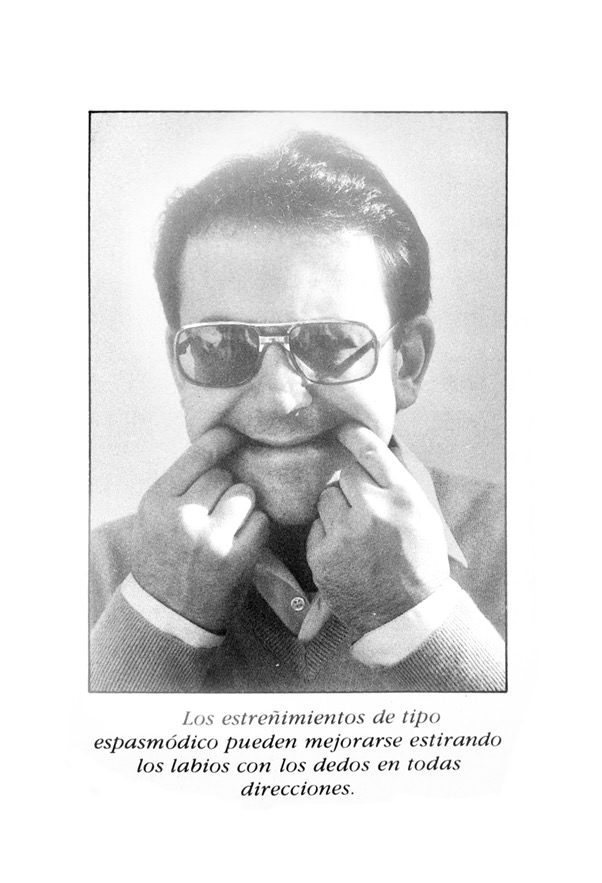 Los estreñimientos de tipo
espasmódico pueden mejorarse estirando
los labios con los dedos en todas
direcciones.